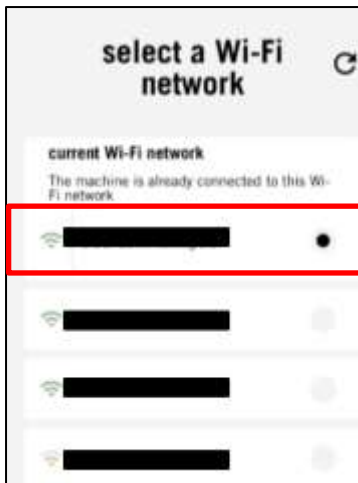 select a Wi-Fi
network
current Wi-Fi network
The machine is already connected to this Wi-
Fi network